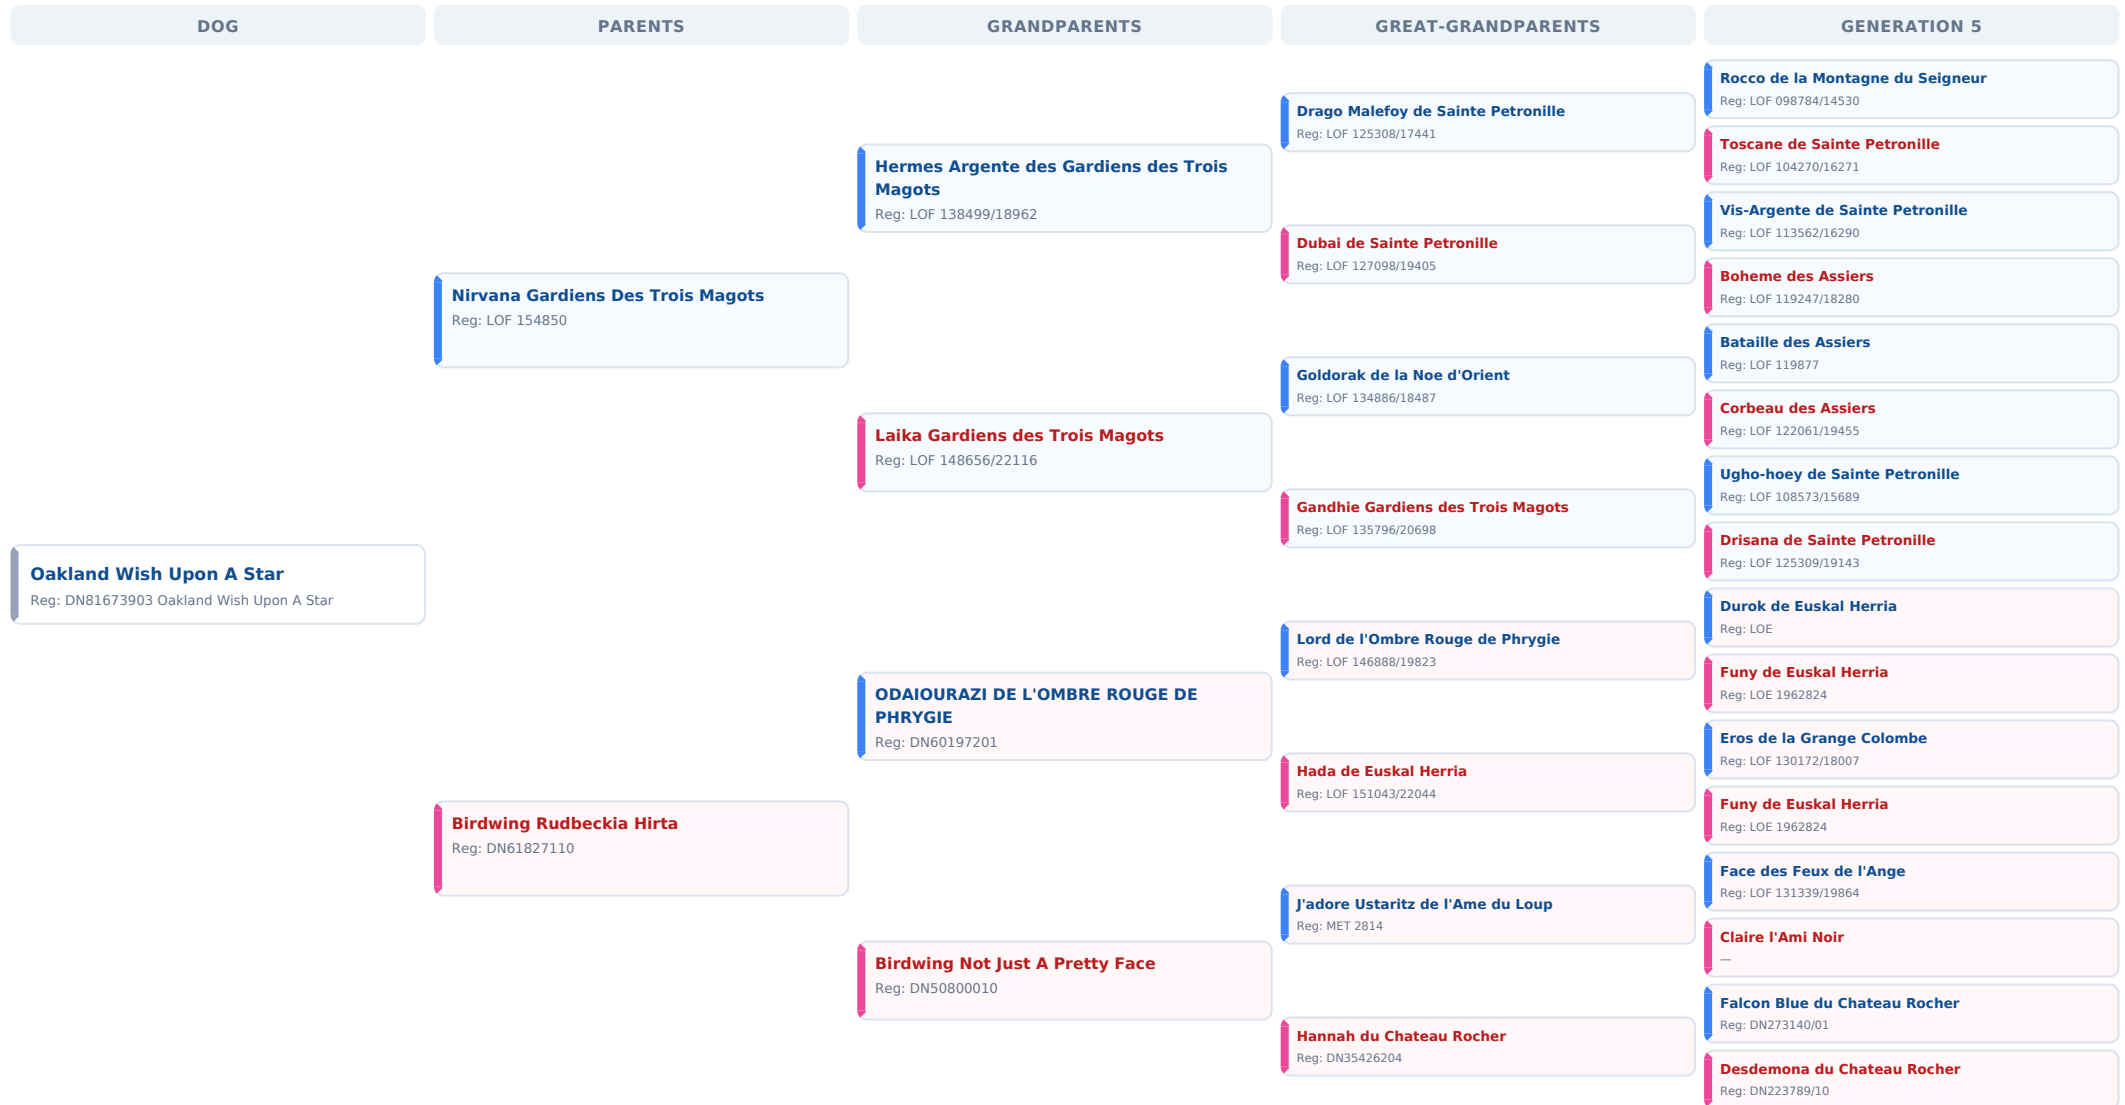 DOG
PARENTS
GRANDPARENTS
GREAT-GRANDPARENTS
GENERATION 5
Oakland Wish Upon A Star
Reg: DN81673903 Oakland Wish Upon A Star
Nirvana Gardiens Des Trois Magots
Reg: LOF 154850
Birdwing Rudbeckia Hirta
Reg: DN61827110
Hermes Argente des Gardiens des Trois
Magots
Reg: LOF 138499/18962
Laika Gardiens des Trois Magots
Reg: LOF 148656/22116
ODAIOURAZI DE L'OMBRE ROUGE DE
PHRYGIE
Reg: DN60197201
Birdwing Not Just A Pretty Face
Reg: DN50800010
Drago Malefoy de Sainte Petronille
Reg: LOF 125308/17441
Dubai de Sainte Petronille
Reg: LOF 127098/19405
Goldorak de la Noe d'Orient
Reg: LOF 134886/18487
Gandhie Gardiens des Trois Magots
Reg: LOF 135796/20698
Lord de l'Ombre Rouge de Phrygie
Reg: LOF 146888/19823
Hada de Euskal Herria
Reg: LOF 151043/22044
J'adore Ustaritz de l'Ame du Loup
Reg: MET 2814
Hannah du Chateau Rocher
Reg: DN35426204
Rocco de la Montagne du Seigneur
Reg: LOF 098784/14530
Toscane de Sainte Petronille
Reg: LOF 104270/16271
Vis-Argente de Sainte Petronille
Reg: LOF 113562/16290
Boheme des Assiers
Reg: LOF 119247/18280
Bataille des Assiers
Reg: LOF 119877
Corbeau des Assiers
Reg: LOF 122061/19455
Ugho-hoey de Sainte Petronille
Reg: LOF 108573/15689
Drisana de Sainte Petronille
Reg: LOF 125309/19143
Durok de Euskal Herria
Reg: LOE
Funy de Euskal Herria
Reg: LOE 1962824
Eros de la Grange Colombe
Reg: LOF 130172/18007
Funy de Euskal Herria
Reg: LOE 1962824
Face des Feux de l'Ange
Reg: LOF 131339/19864
Claire l'Ami Noir
—
Falcon Blue du Chateau Rocher
Reg: DN273140/01
Desdemona du Chateau Rocher
Reg: DN223789/10